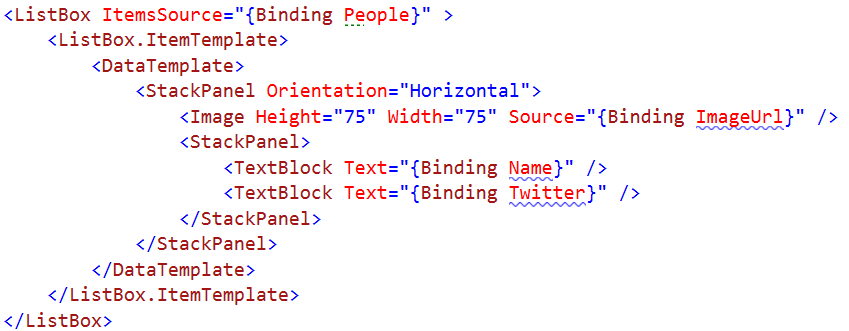 <ListBox ItemsSource="{Binding People}" >
    <ListBox.ItemTemplate>
        <DataTemplate>
            <StackPanel Orientation="Horizontal">
                <Image Height="75" Width="75" Source="{Binding ImageUrl}" />
                <StackPanel>
                    <TextBlock Text="{Binding Name}" />
                    <TextBlock Text="{Binding Twitter}" />
                </StackPanel>
            </StackPanel>
        </DataTemplate>
    </ListBox.ItemTemplate>
</ListBox>